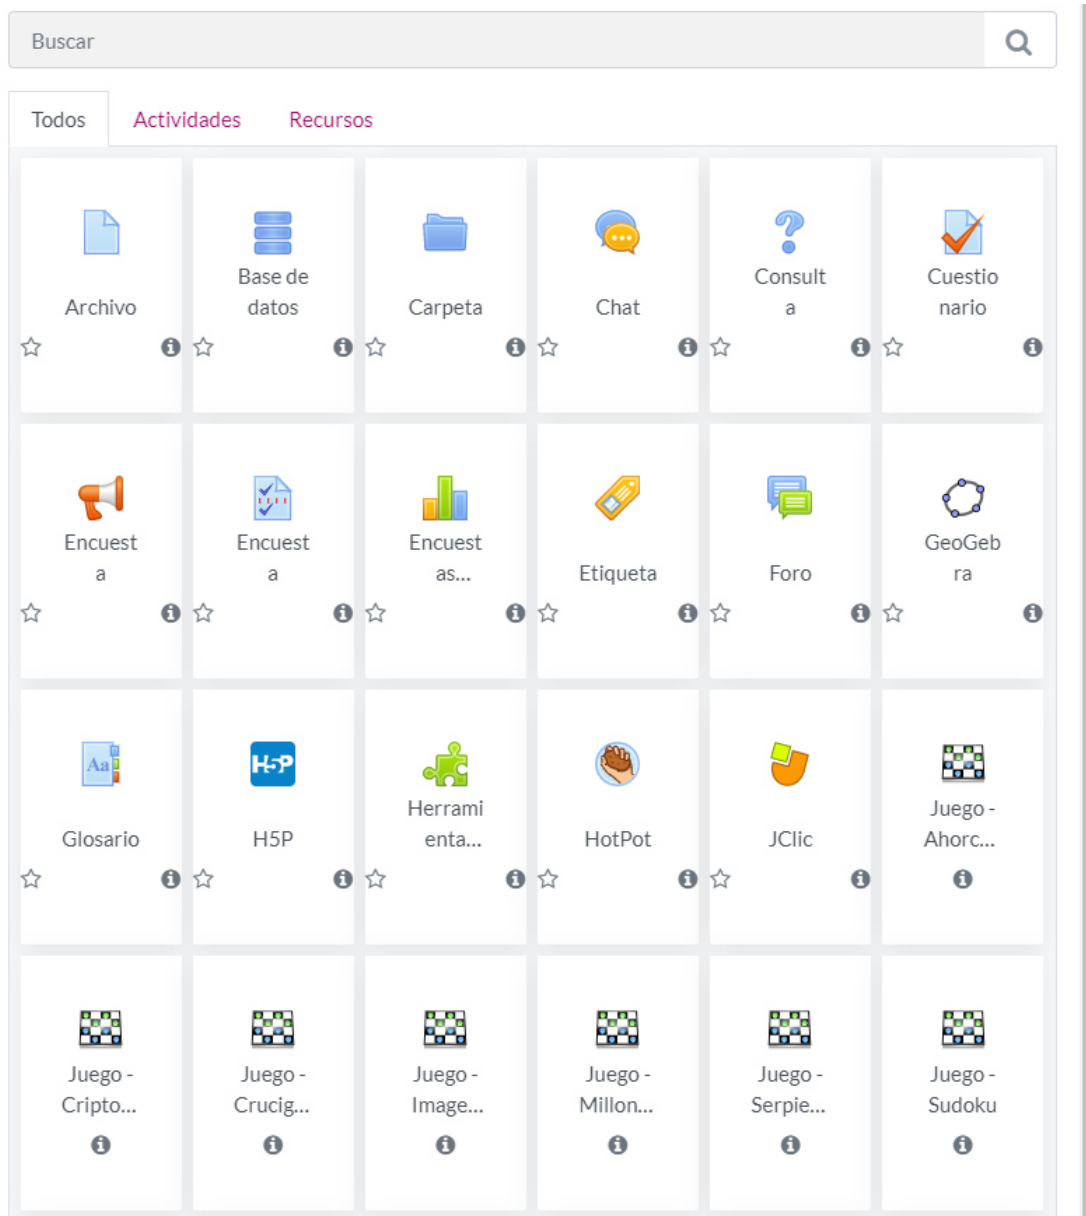 Buscar
Todos Actividades Recursos
Archivo
Base de
datos
Carpeta
Chat
Consult
a
Cuestio
nario
Encuest
a
Encuest
a
Encuest
as...
Etiqueta
Foro
GeoGeb
ra
Aa
Glosario
H5P
H5P
Herrami
enta...
HotPot
JClic
Juego -
Ahorc...
Juego -
Cripto...
Juego -
Crucig...
Juego -
Image...
Juego -
Millon...
Juego -
Serpie...
Juego -
Sudoku